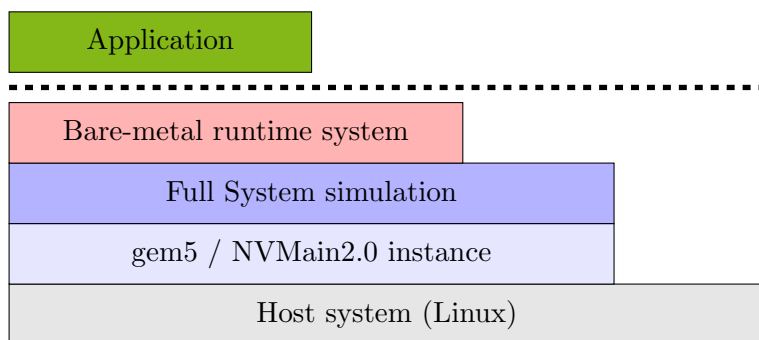 Application
Bare-metal runtime system
Full System simulation
gem5 / NVMain2.0 instance
Host system (Linux)